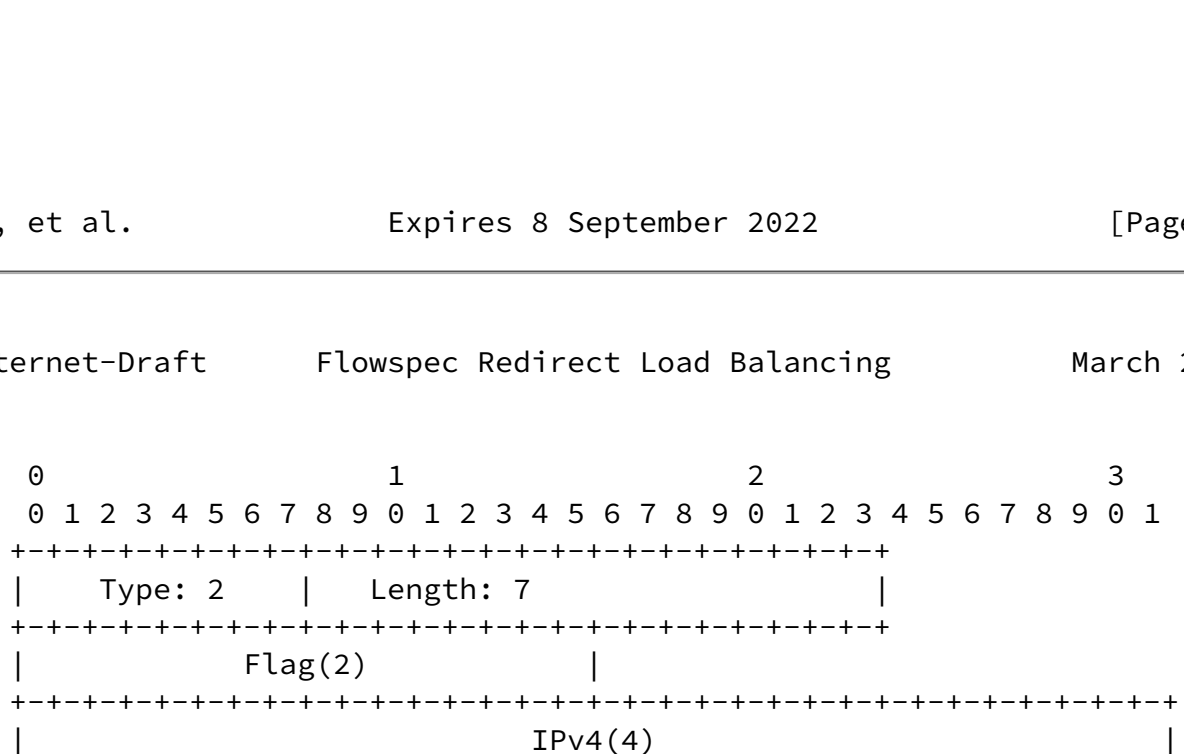 , et al. Expires 8 September 2022 [Page
ternet-Draft Flowspec Redirect Load Balancing March 2
0                   1                   2                   3
0 1 2 3 4 5 6 7 8 9 0 1 2 3 4 5 6 7 8 9 0 1 2 3 4 5 6 7 8 9 0 1
+-+-+-+-+-+-+-+-+-+-+-+-+-+-+-+-+-+-+-+-+-+-+-+-+
|    Type: 2    |   Length: 7                   |
+-+-+-+-+-+-+-+-+-+-+-+-+-+-+-+-+-+-+-+-+-+-+-+-+
|            Flag(2)            |
+-+-+-+-+-+-+-+-+-+-+-+-+-+-+-+-+-+-+-+-+-+-+-+-+-+-+-+-+-+-+-+-+
|                            IPv4(4)                            |